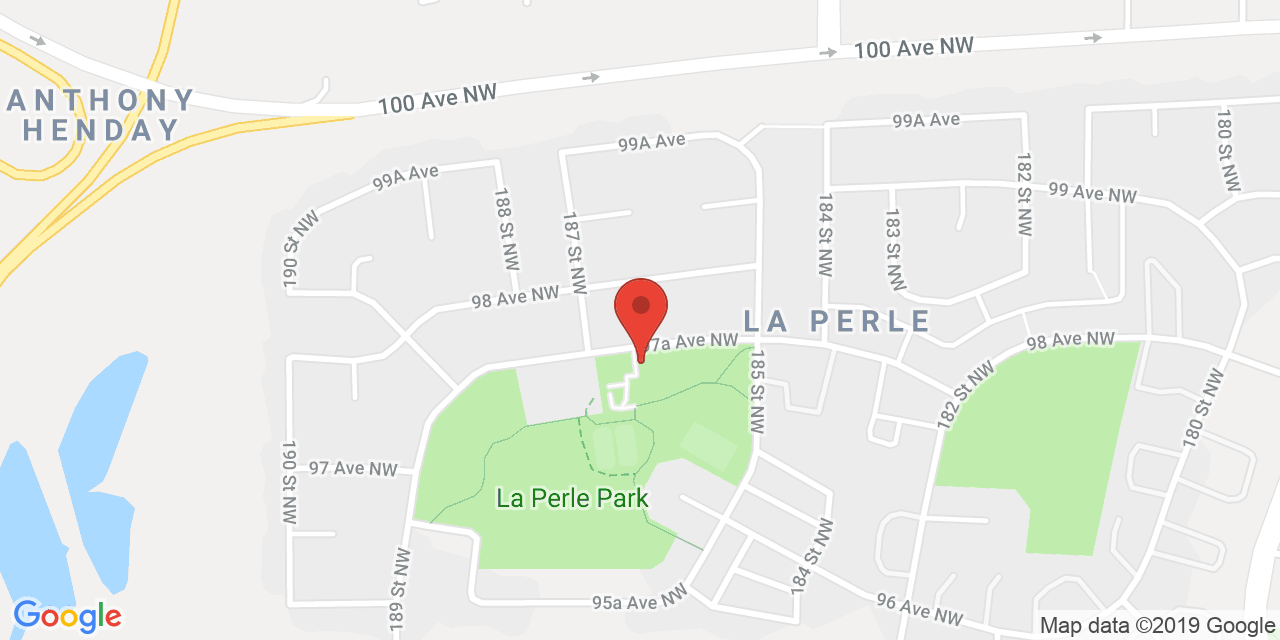 100 Ave NW
100 Ave NW
ANTHONY
HENDAY
99A Ave
99A Ave
99A Ave
180 St NW
182 St NW
99 Ave NW
188 St NW
184 St NW
183 St NW
190 St NW
187 St NW
98 Ave NW
LA PERLE
97a Ave NW
98 Ave NW
185 St NW
182 St NW
180 St NW
190 St NW
97 Ave NW
La Perle Park
184 St NW
189 St NW
95a Ave NW
96 Ave NW
Google
Map data ©2019 Google